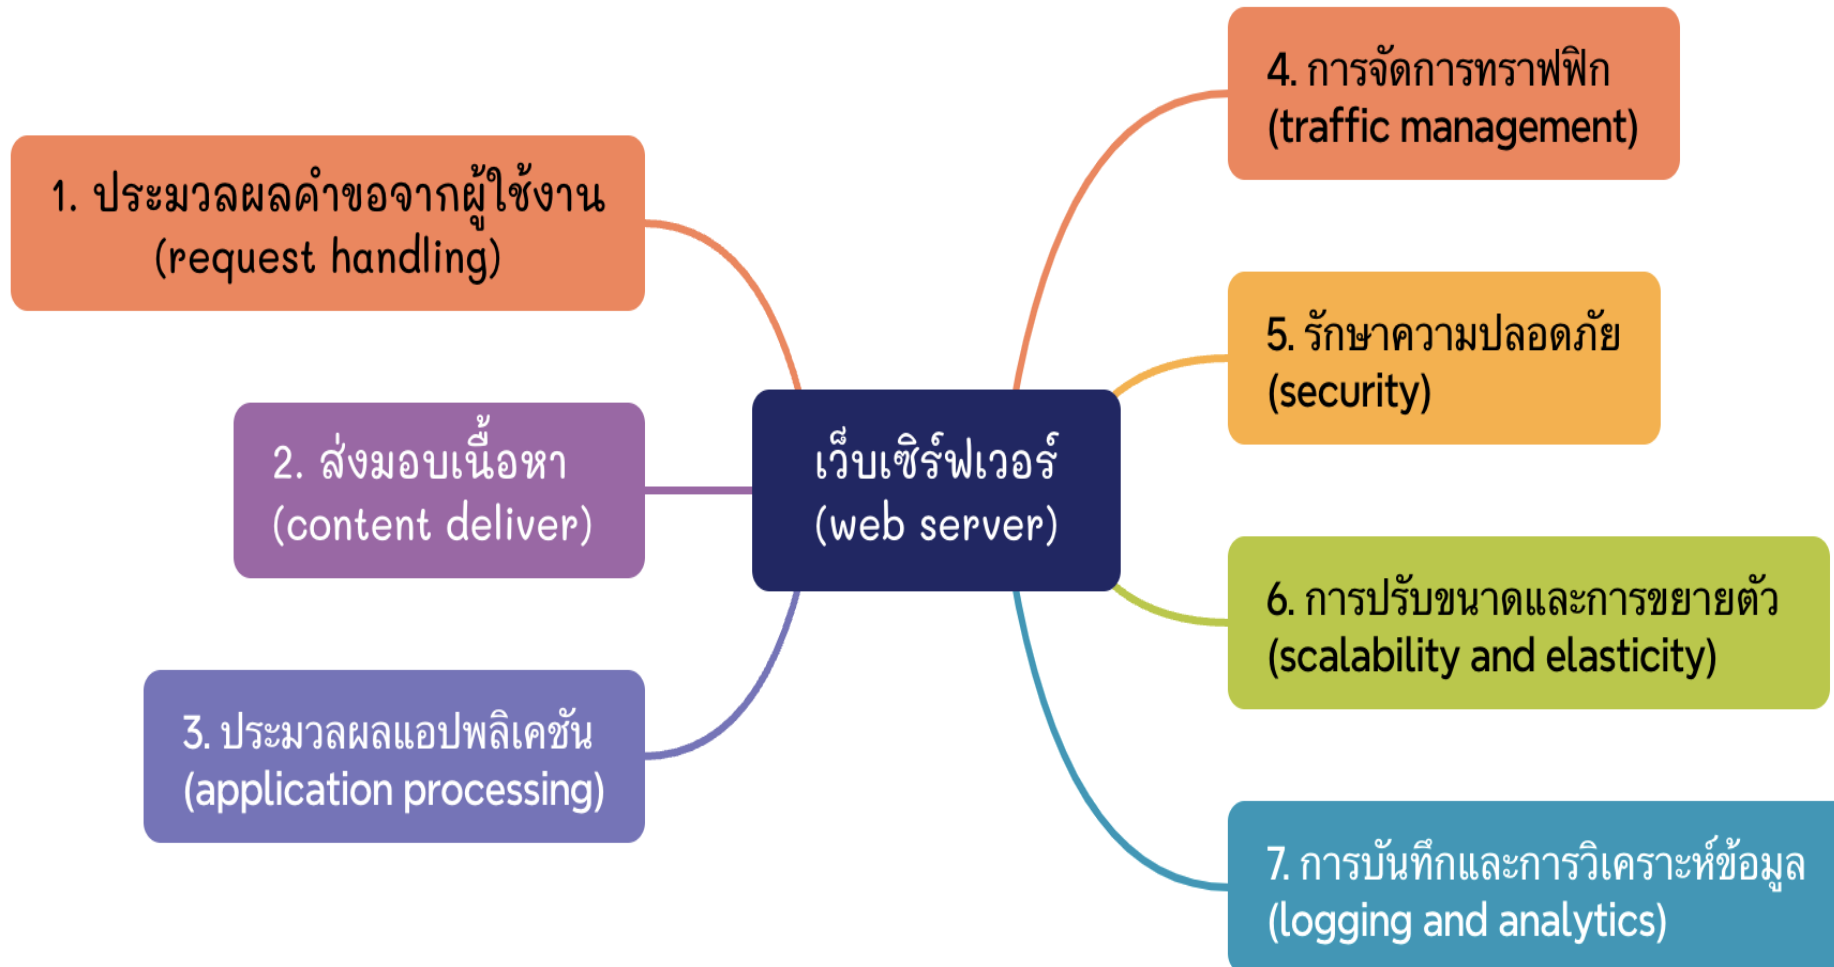 1. ประมวลผลคำขอจากผู้ใช้งาน
(request handling)
2. ส่งมอบเนื้อหา
(content deliver)
3. ประมวลผลแอปพลิเคชัน
(application processing)
เว็บเซิร์ฟเวอร์
(web server)
4. การจัดการทราฟฟิก
(traffic management)
5. รักษาความปลอดภัย
(security)
6. การปรับขนาดและการขยายตัว
(scalability and elasticity)
7. การบันทึกและการวิเคราะห์ข้อมูล
(logging and analytics)